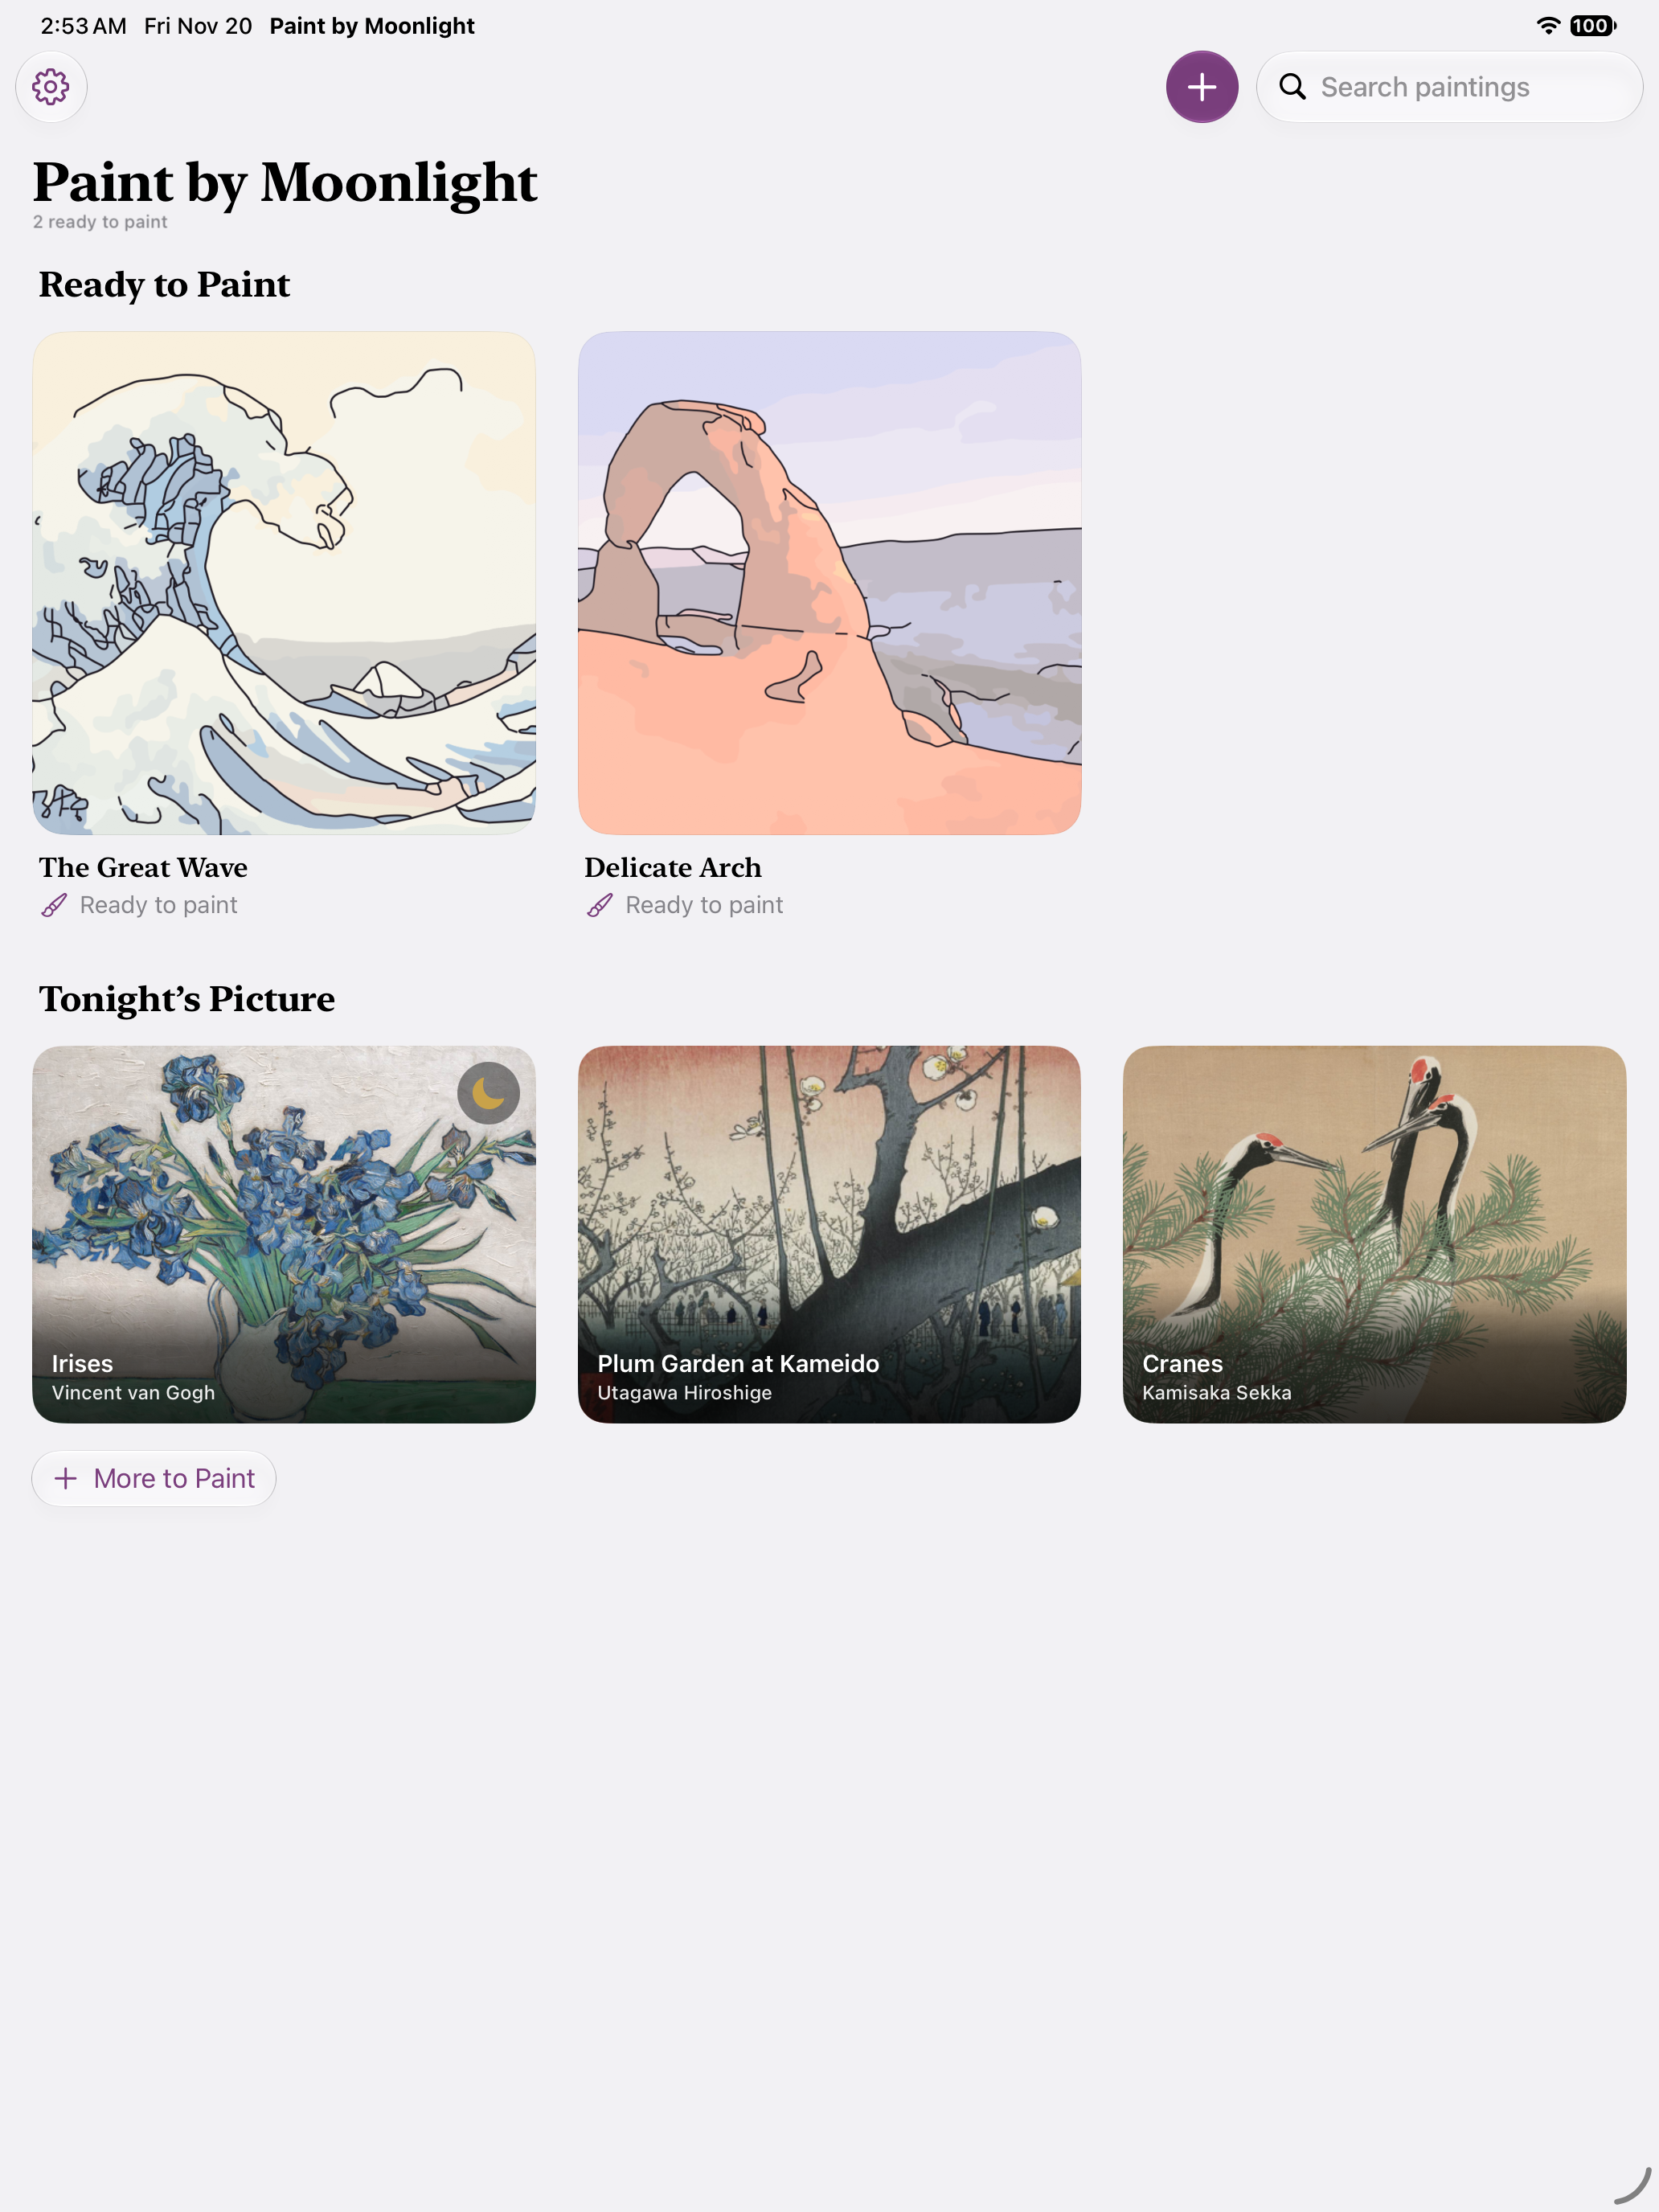 2:53 AM Fri Nov 20 Paint by Moonlight
100
Search paintings
Paint by Moonlight
2 ready to paint
Ready to Paint
The Great Wave
Ready to paint
Delicate Arch
Ready to paint
Tonight’s Picture
Irises
Vincent van Gogh
Plum Garden at Kameido
Utagawa Hiroshige
Cranes
Kamisaka Sekka
+ More to Paint